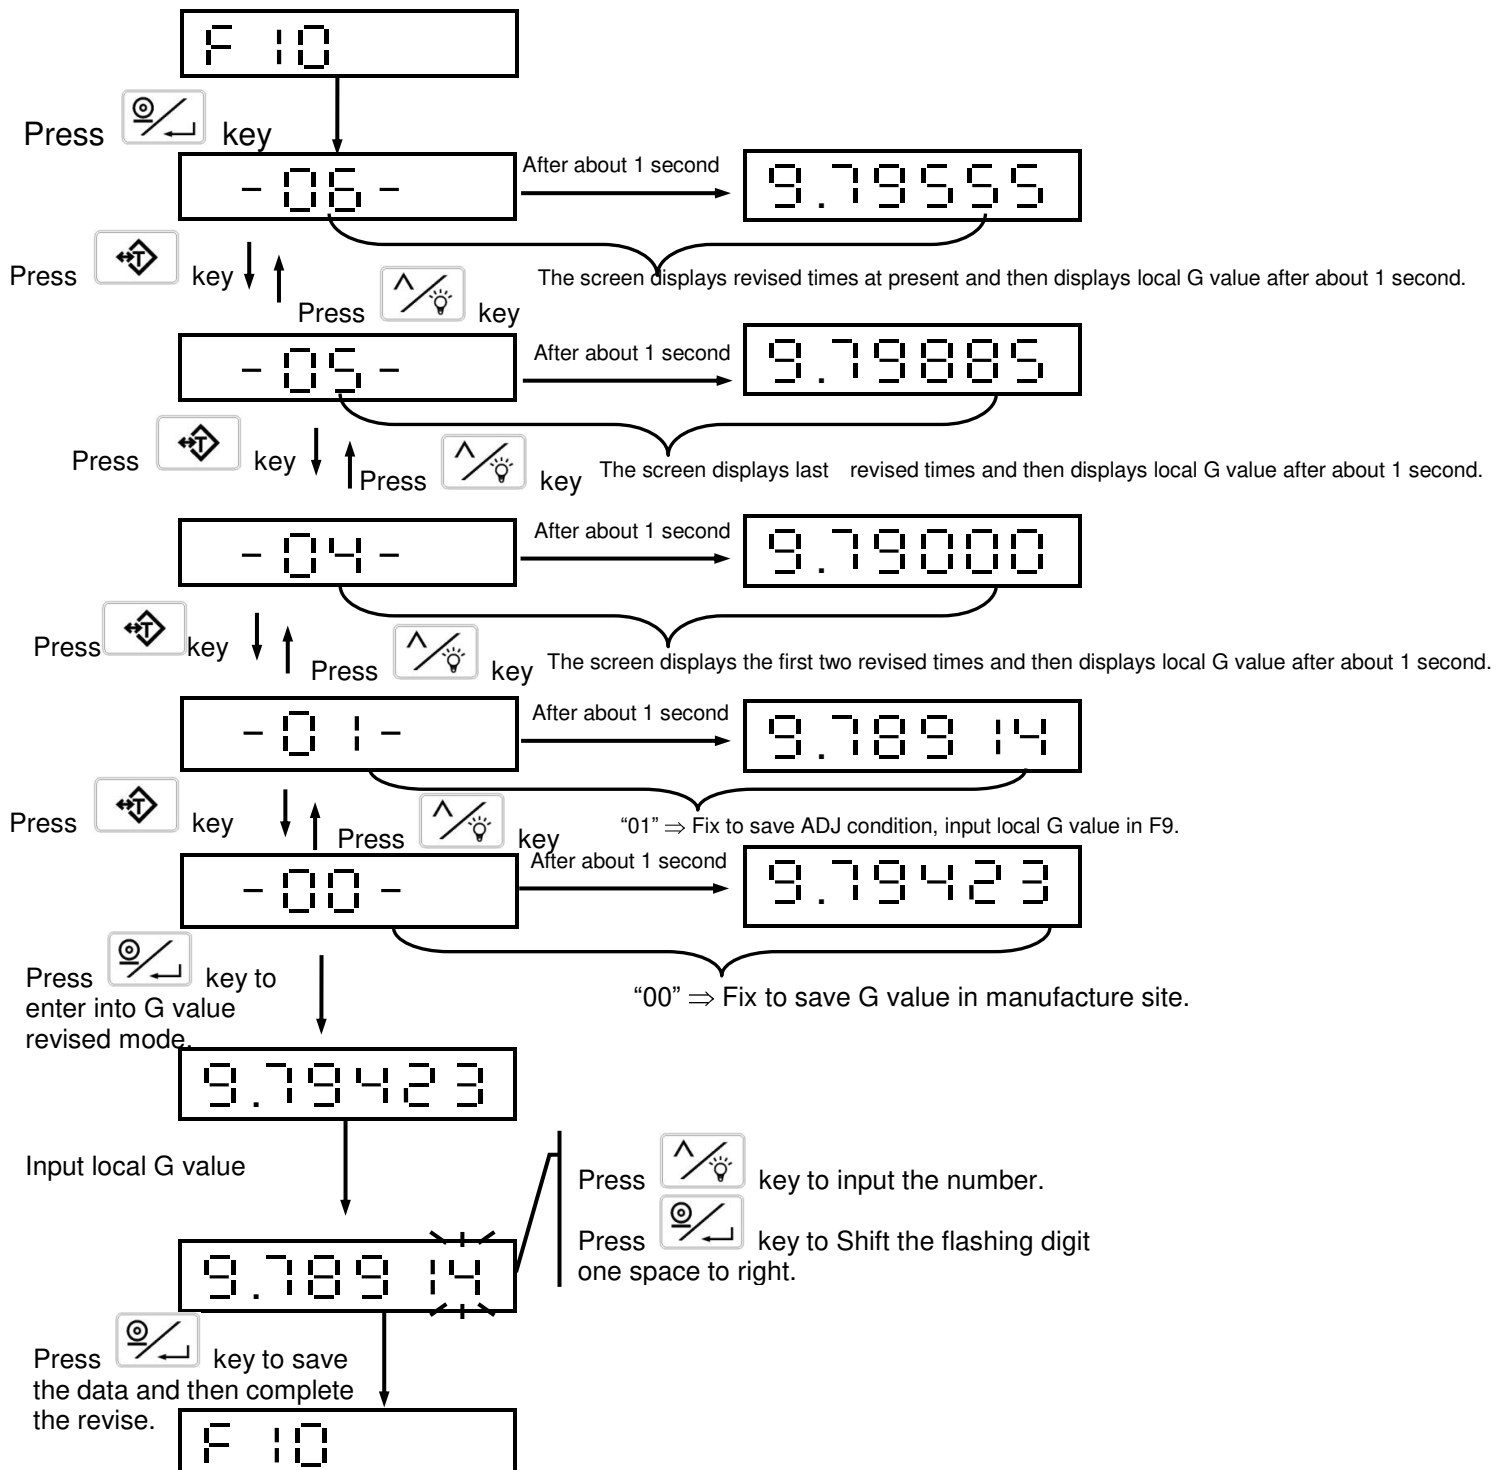 F 10
Press key
-06-
After about 1 second
9.79555
Press key
Press key
The screen displays revised times at present and then displays local G value after about 1 second.
-05-
After about 1 second
9.79885
Press key
Press key
The screen displays last revised times and then displays local G value after about 1 second.
-04-
After about 1 second
9.79000
Press key
Press key
The screen displays the first two revised times and then displays local G value after about 1 second.
-01-
After about 1 second
9.78914
Press key
Press key
“01” ⇒ Fix to save ADJ condition, input local G value in F9.
-00-
After about 1 second
9.79423
Press key to
enter into G value
revised mode.
“00” ⇒ Fix to save G value in manufacture site.
9.79423
Input local G value
Press key to input the number.
Press key to Shift the flashing digit
one space to right.
9.78914
Press key to save
the data and then complete
the revise.
F 10